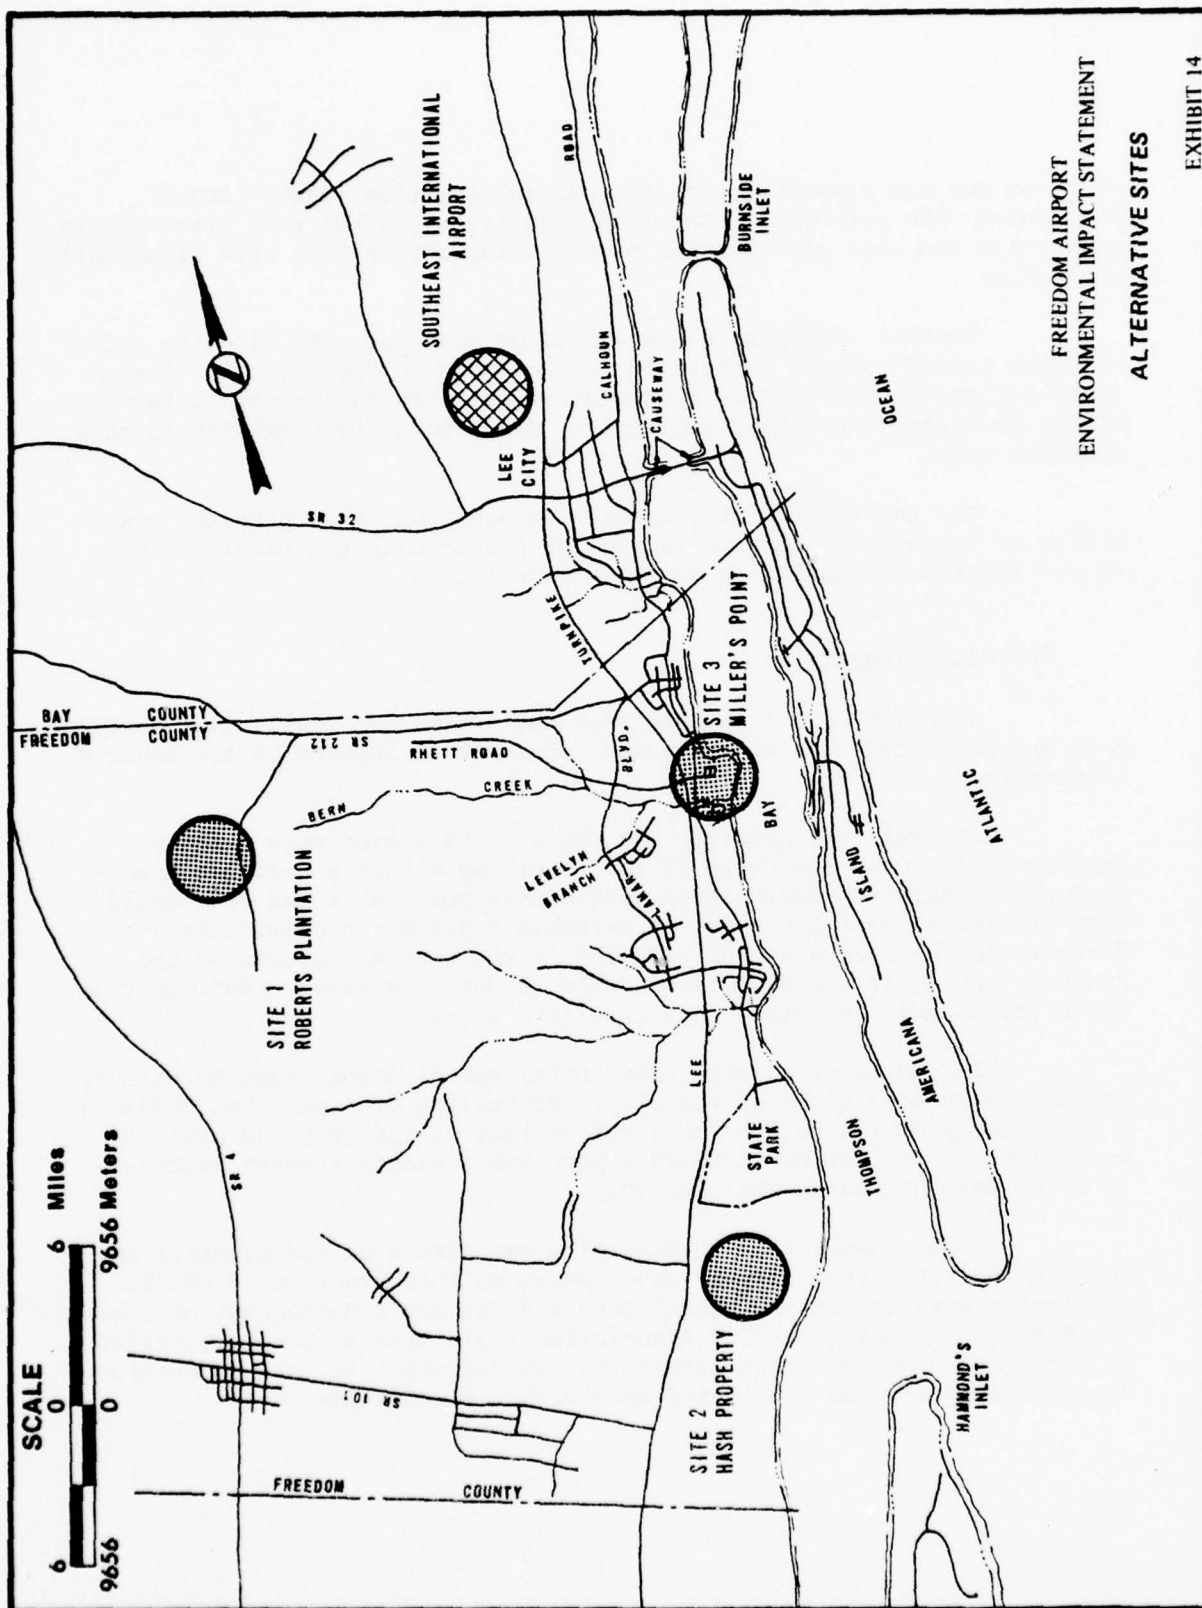 SCALE
6 0 6 Miles
9656 0 9656 Meters
N
SOUTHEAST INTERNATIONAL
AIRPORT
LEE
CITY
SR 32
SR 4
SR 101
SR 212
BAY COUNTY
FREEDOM COUNTY
FREEDOM COUNTY
SITE 1
ROBERTS PLANTATION
BERN CREEK
RHETT ROAD
TURNPIKE
CALHOUN ROAD
CAUSEWAY
BURNSIDE
INLET
LEVELYN
BRANCH
LAMAR BLVD.
SITE 3
MILLER'S POINT
LEE
STATE
PARK
SITE 2
HASH PROPERTY
THOMPSON BAY
AMERICANA ISLAND
ATLANTIC OCEAN
HAMMOND'S
INLET
FREEDOM AIRPORT
ENVIRONMENTAL IMPACT STATEMENT
ALTERNATIVE SITES
EXHIBIT 14